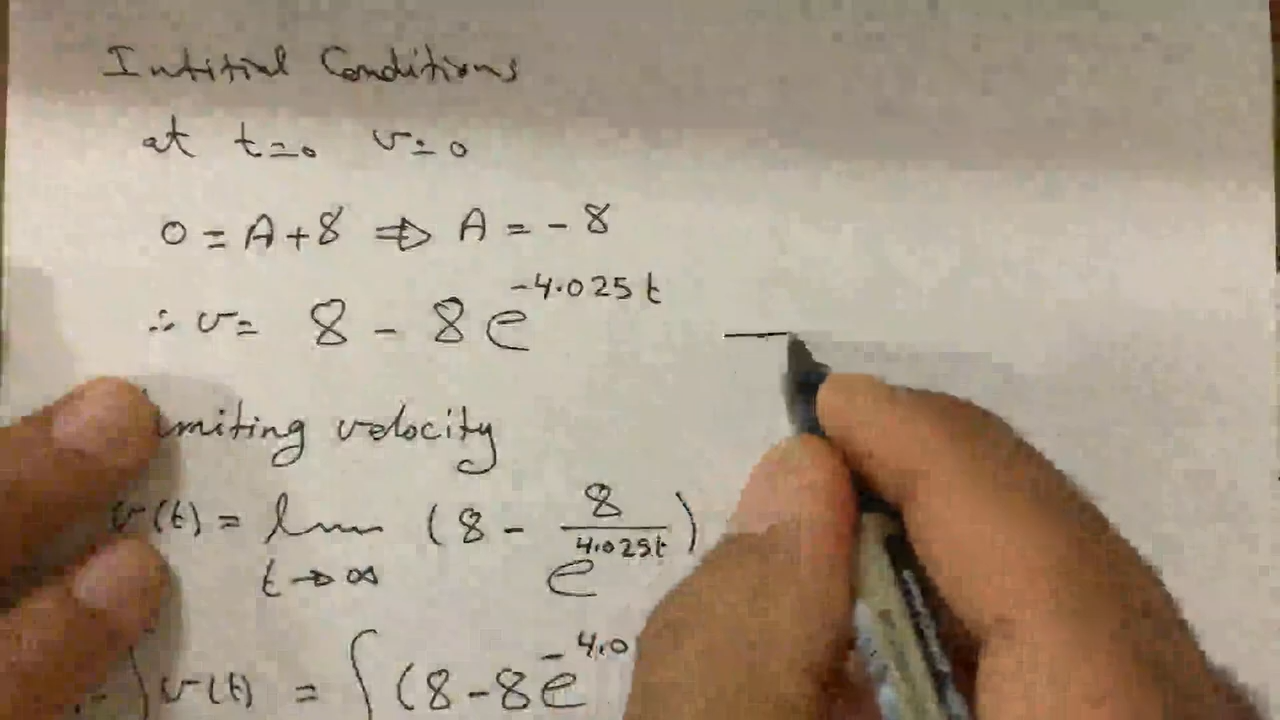 Intitial Conditions
at t=0 v=0
0 = A+8 ⇒ A = -8
∴ v = 8 - 8e^-4.025t
imiting velocity
v(t) = lim (8 - 8/e^4.025t)
t→∞
∫v(t) = ∫(8-8e^-4.0